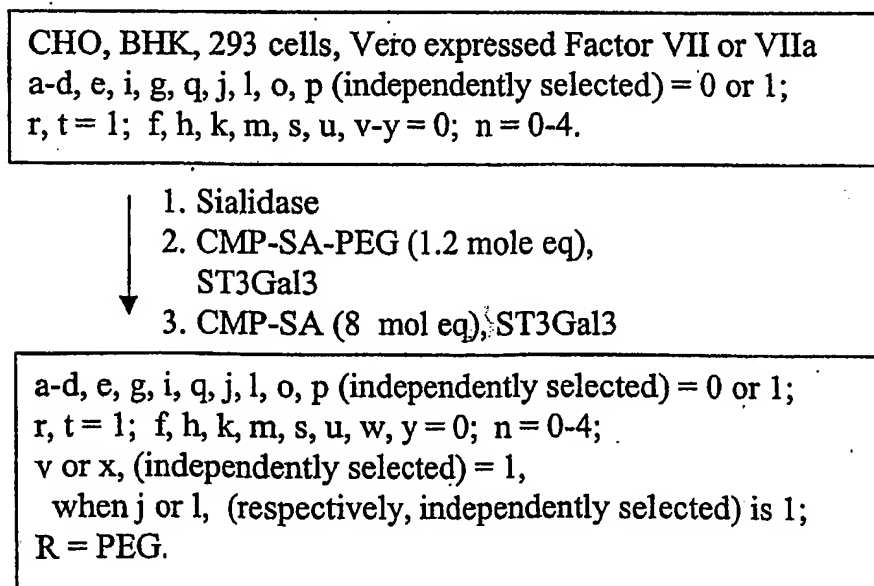 CHO, BHK, 293 cells, Vero expressed Factor VII or VIIa
a-d, e, i, g, q, j, l, o, p (independently selected) = 0 or 1;
r, t = 1; f, h, k, m, s, u, v-y = 0; n = 0-4.
1. Sialidase
2. CMP-SA-PEG (1.2 mole eq),
ST3Gal3
3. CMP-SA (8 mol eq), ST3Gal3
a-d, e, g, i, q, j, l, o, p (independently selected) = 0 or 1;
r, t = 1; f, h, k, m, s, u, w, y = 0; n = 0-4;
v or x, (independently selected) = 1,
when j or l, (respectively, independently selected) is 1;
R = PEG.